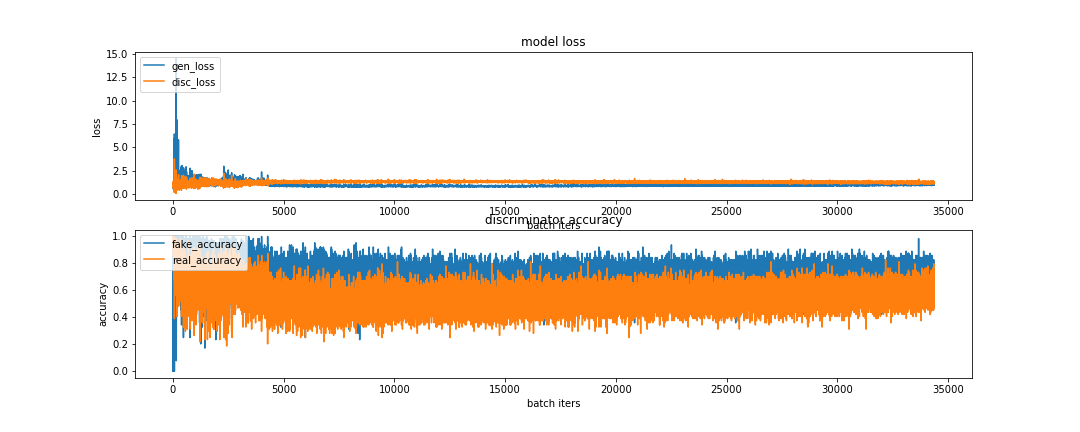 model loss
15.0
12.5
10.0
7.5
5.0
2.5
0.0
loss
gen_loss
disc_loss
0 5000 10000 15000 20000 25000 30000 35000
batch iters
discriminator accuracy
1.0
0.8
0.6
0.4
0.2
0.0
accuracy
fake_accuracy
real_accuracy
0 5000 10000 15000 20000 25000 30000 35000
batch iters